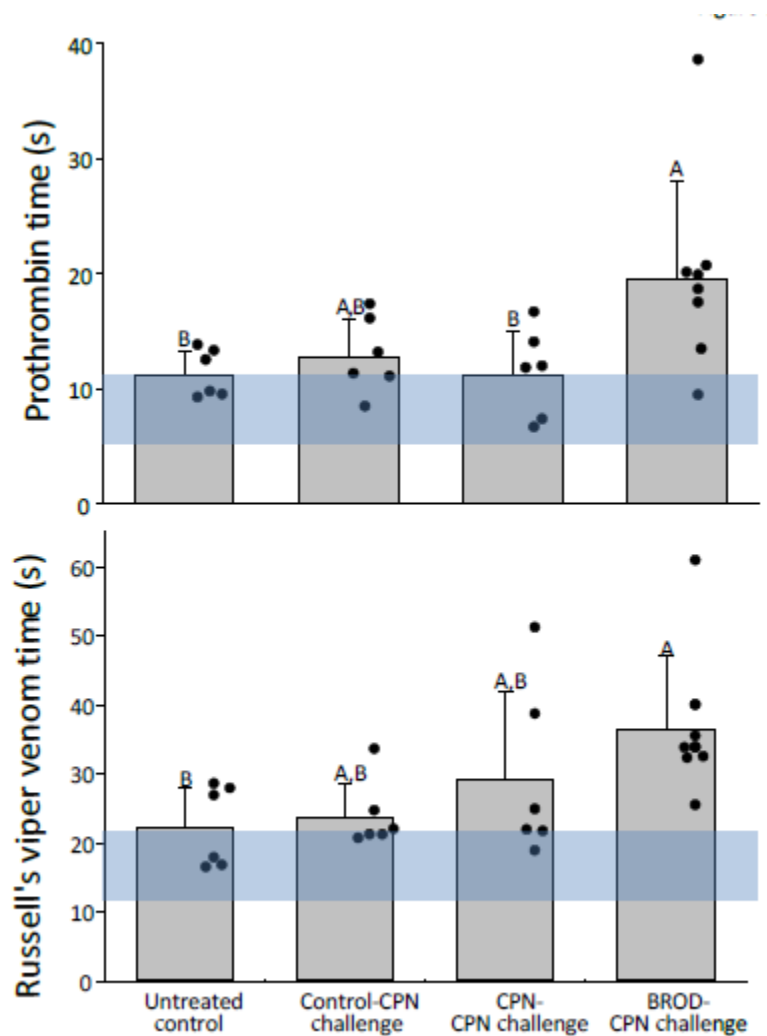 40
Prothrombin time (s)
30
20
10
0
B
A,B
B
A
Russell's viper venom time (s)
60
50
40
30
20
10
0
B
A,B
A,B
A
Untreated
control
Control-CPN
challenge
CPN-
CPN challenge
BROD-
CPN challenge